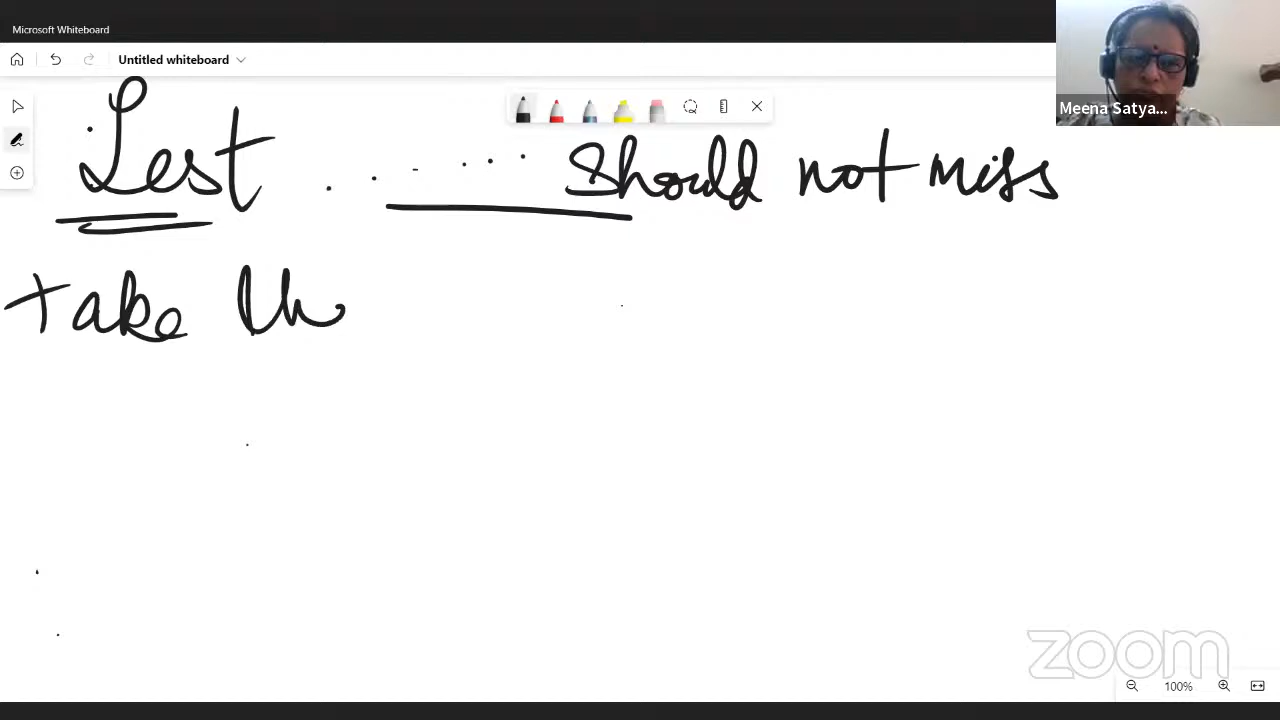 Microsoft Whiteboard
Untitled whiteboard
Meena Satya...
Lest ...... Should not miss
take th
zoom
100%